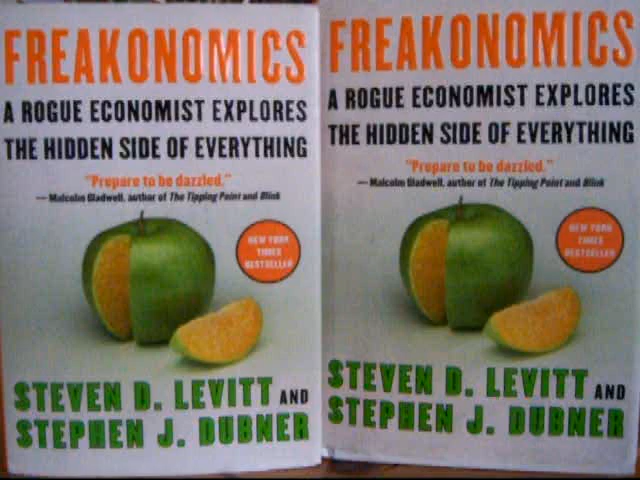 FREAKONOMICS
A ROGUE ECONOMIST EXPLORES
THE HIDDEN SIDE OF EVERYTHING
"Prepare to be dazzled."
—Malcolm Gladwell, author of The Tipping Point and Blink
NEW YORK
TIMES
BESTSELLER
STEVEN D. LEVITT AND
STEPHEN J. DUBNER
FREAKONOMICS
A ROGUE ECONOMIST EXPLORES
THE HIDDEN SIDE OF EVERYTHING
"Prepare to be dazzled."
—Malcolm Gladwell, author of The Tipping Point and Blink
NEW YORK
TIMES
BESTSELLER
STEVEN D. LEVITT AND
STEPHEN J. DUBNER